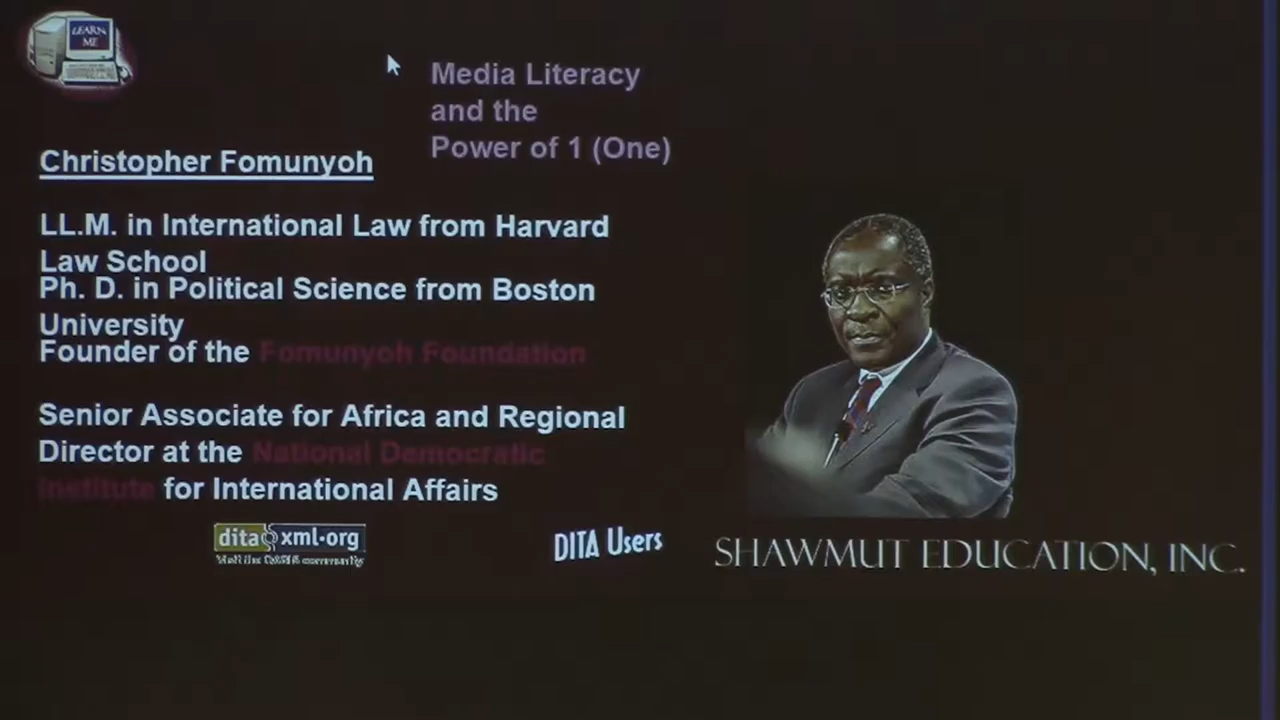 LEARN
ME
Media Literacy
and the
Power of 1 (One)
Christopher Fomunyoh
LL.M. in International Law from Harvard
Law School
Ph. D. in Political Science from Boston
University
Founder of the Fomunyoh Foundation
Senior Associate for Africa and Regional
Director at the National Democratic
Institute for International Affairs
dita xml·org
DITA Users
SHAWMUT EDUCATION, INC.